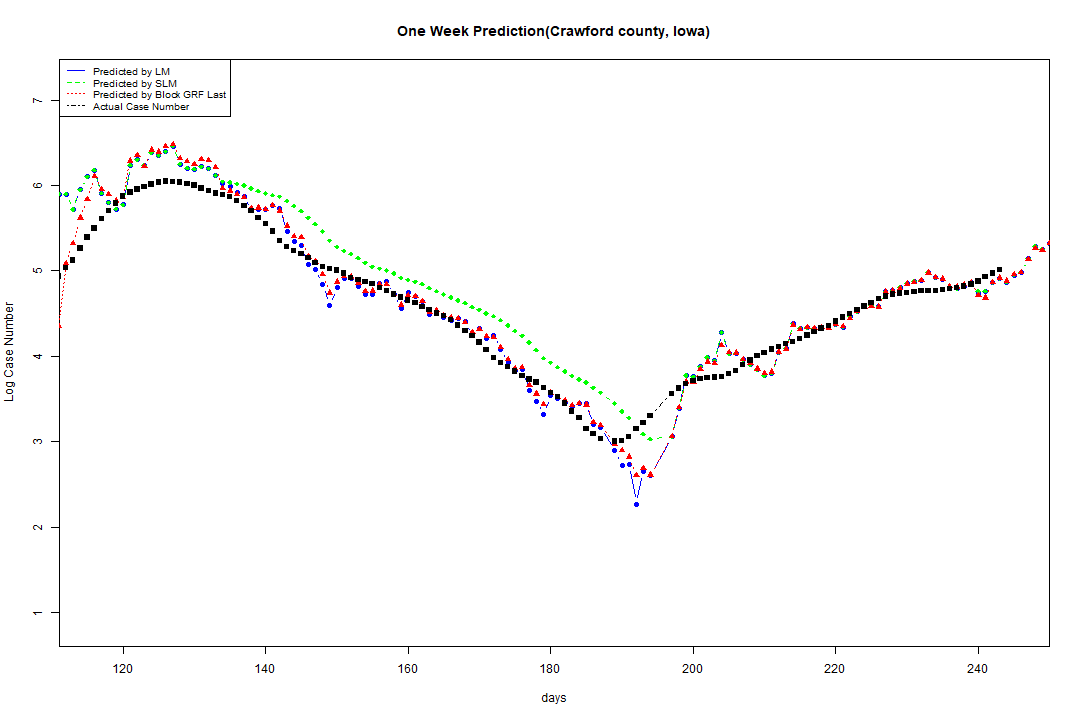 One Week Prediction(Crawford county, Iowa)
Predicted by LM
Predicted by SLM
Predicted by Block GRF Last
Actual Case Number
7
6
5
4
3
2
1
Log Case Number
120 140 160 180 200 220 240
days